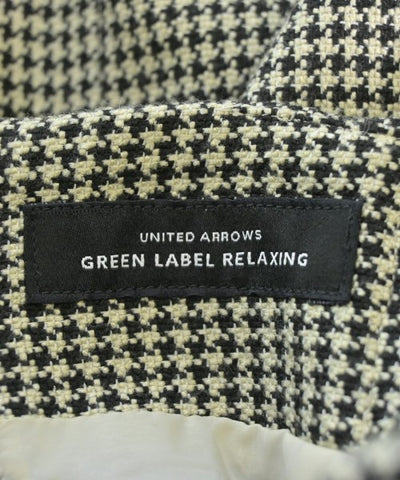 UNITED ARROWS
GREEN LABEL RELAXING